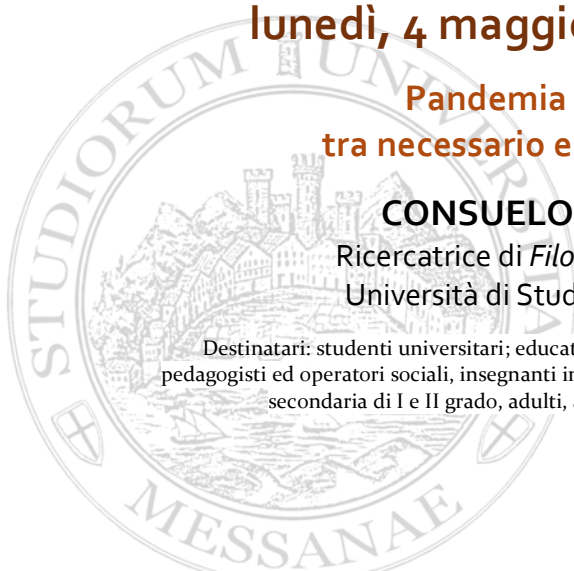 lunedì, 4 maggi
Pandemia
tra necessario e
CONSUELO
Ricercatrice di Filo
Università di Stud
Destinatari: studenti universitari; educat
pedagogisti ed operatori sociali, insegnanti i
secondaria di I e II grado, adulti,
STUDIORUM UNIVERSITAS
MESSANAE